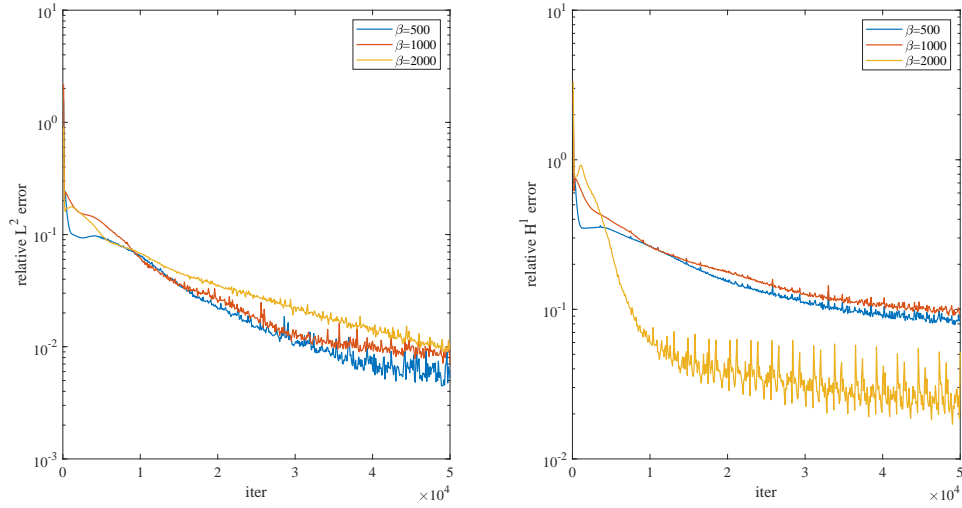 10^1
10^0
10^-1
10^-2
10^-3
relative L^2 error
0 1 2 3 4 5
iter
×10^4
β=500
β=1000
β=2000
10^1
10^0
10^-1
10^-2
relative H^1 error
0 1 2 3 4 5
iter
×10^4
β=500
β=1000
β=2000